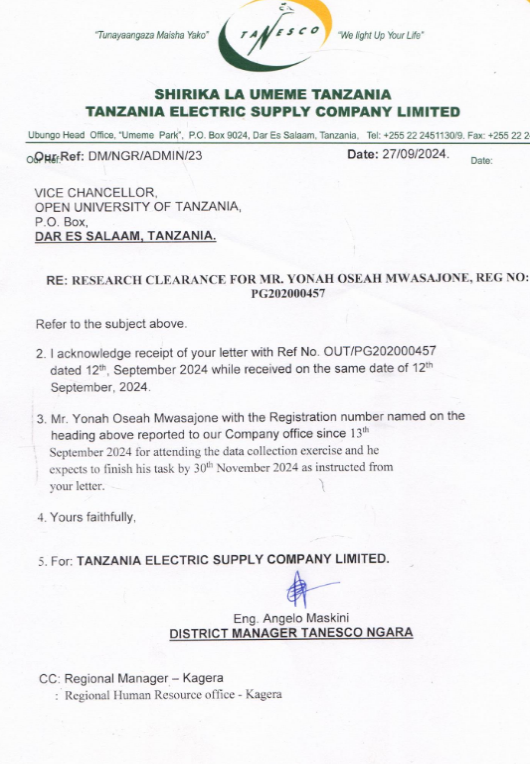 "Tunayaangaza Maisha Yako"
TANESCO
"We light Up Your Life"
SHIRIKA LA UMEME TANZANIA
TANZANIA ELECTRIC SUPPLY COMPANY LIMITED
Ubungo Head Office, "Umeme Park", P.O. Box 9024, Dar Es Salaam, Tanzania, Tel: +255 22 2451130/9. Fax: +255 22 2
Our Ref: DM/NGR/ADMIN/23
Our Ref:
Date: 27/09/2024.
Date:
VICE CHANCELLOR,
OPEN UNIVERSITY OF TANZANIA,
P.O. Box,
DAR ES SALAAM, TANZANIA.
RE: RESEARCH CLEARANCE FOR MR. YONAH OSEAH MWASAJONE, REG NO:
PG202000457
Refer to the subject above.
2. I acknowledge receipt of your letter with Ref No. OUT/PG202000457
dated 12th, September 2024 while received on the same date of 12th
September, 2024.
3. Mr. Yonah Oseah Mwasajone with the Registration number named on the
heading above reported to our Company office since 13th
September 2024 for attending the data collection exercise and he
expects to finish his task by 30th November 2024 as instructed from
your letter.
4. Yours faithfully,
5. For: TANZANIA ELECTRIC SUPPLY COMPANY LIMITED.
Eng. Angelo Maskini
DISTRICT MANAGER TANESCO NGARA
CC: Regional Manager – Kagera
: Regional Human Resource office - Kagera